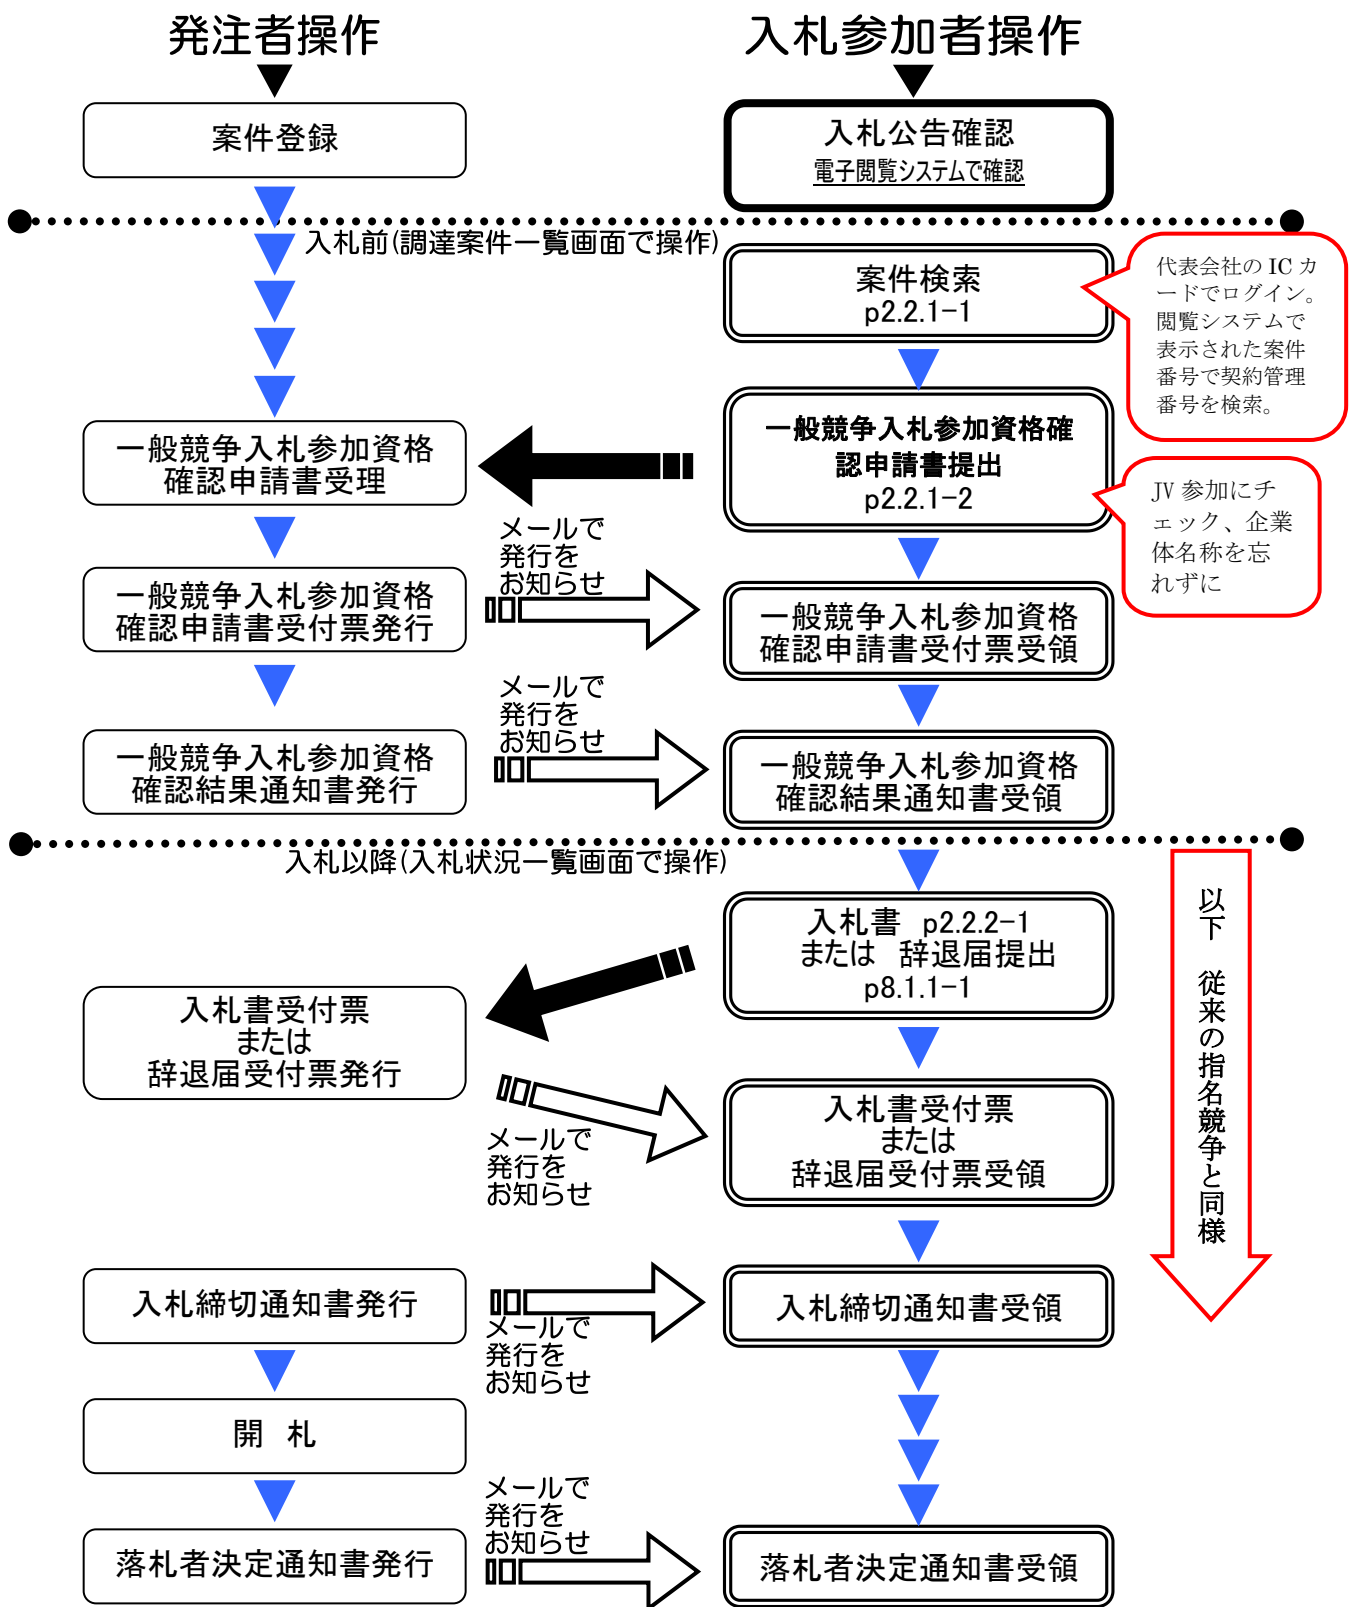 発注者操作
入札参加者操作
案件登録
入札公告確認
電子閲覧システムで確認
入札前(調達案件一覧画面で操作)
案件検索
p2.2.1-1
代表会社の IC カ
ードでログイン。
閲覧システムで
表示された案件
番号で契約管理
番号を検索。
一般競争入札参加資格
確認申請書受理
一般競争入札参加資格確
認申請書提出
p2.2.1-2
JV 参加にチ
ェック、企業
体名称を忘
れずに
メールで
発行を
お知らせ
一般競争入札参加資格
確認申請書受付票発行
一般競争入札参加資格
確認申請書受付票受領
メールで
発行を
お知らせ
一般競争入札参加資格
確認結果通知書発行
一般競争入札参加資格
確認結果通知書受領
入札以降(入札状況一覧画面で操作)
以下 従来の指名競争と同様
入札書 p2.2.2-1
または 辞退届提出
p8.1.1-1
入札書受付票
または
辞退届受付票発行
メールで
発行を
お知らせ
入札書受付票
または
辞退届受付票受領
入札締切通知書発行
メールで
発行を
お知らせ
入札締切通知書受領
開 札
メールで
発行を
お知らせ
落札者決定通知書発行
落札者決定通知書受領